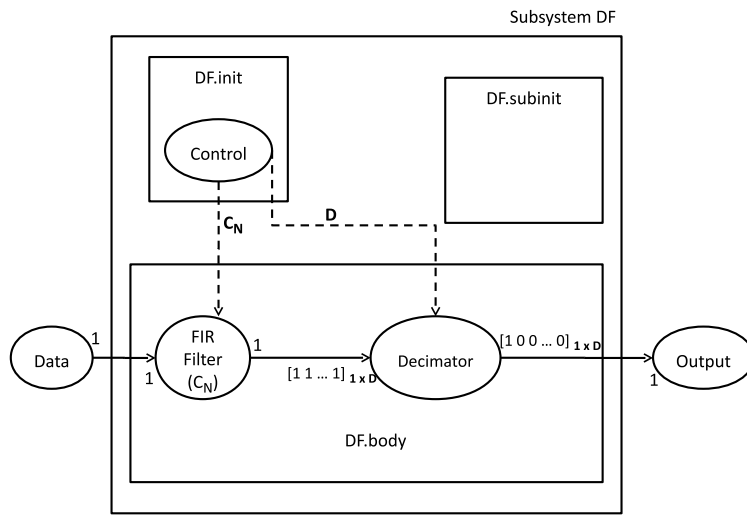 Subsystem DF
DF.init
DF.subinit
Control
C_N
D
Data
1
1
FIR
Filter
(C_N)
1
[1 1 ... 1] 1 x D
Decimator
[1 0 0 ... 0] 1 x D
1
Output
DF.body